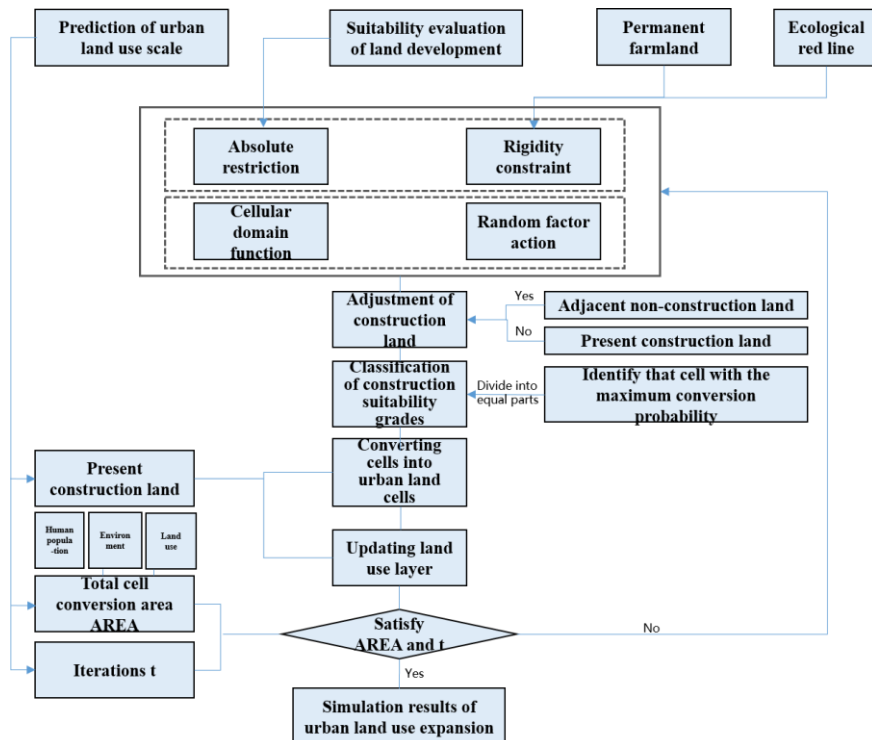 Prediction of urban
land use scale
Suitability evaluation
of land development
Permanent
farmland
Ecological
red line
Absolute
restriction
Rigidity
constraint
Cellular
domain
function
Random factor
action
Adjustment of
construction
land
Yes
No
Adjacent non-construction land
Present construction land
Classification
of construction
suitability
grades
Divide into
equal parts
Identify that cell with the
maximum conversion
probability
Converting
cells into
urban land
cells
Present
construction land
Human
popula
-tion
Environ
ment
Land
use
Updating land
use layer
Total cell
conversion area
AREA
Satisfy
AREA and t
No
Iterations t
Yes
Simulation results of
urban land use expansion